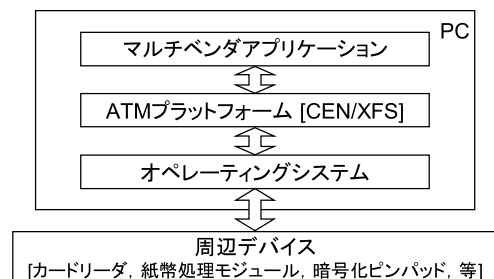 PC
マルチベンダアプリケーション
ATMプラットフォーム [CEN/XFS]
オペレーティングシステム
周辺デバイス
[カードリーダ, 紙幣処理モジュール, 暗号化ピンパッド, 等]